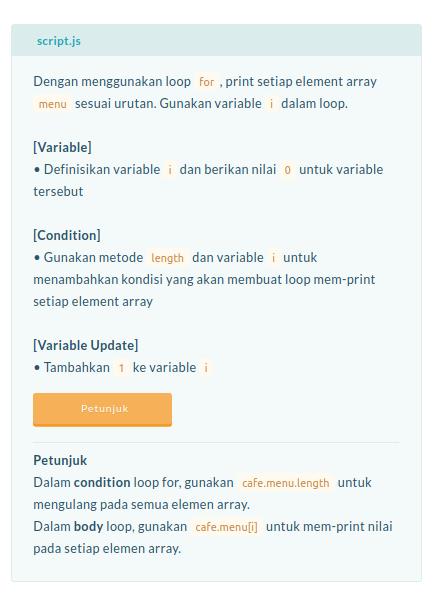 script.js
Dengan menggunakan loop for , print setiap element array
menu sesuai urutan. Gunakan variable i dalam loop.
[Variable]
• Definisikan variable i dan berikan nilai 0 untuk variable
tersebut
[Condition]
• Gunakan metode length dan variable i untuk
menambahkan kondisi yang akan membuat loop mem-print
setiap element array
[Variable Update]
• Tambahkan 1 ke variable i
Petunjuk
Petunjuk
Dalam condition loop for, gunakan cafe.menu.length untuk
mengulang pada semua elemen array.
Dalam body loop, gunakan cafe.menu[i] untuk mem-print nilai
pada setiap elemen array.